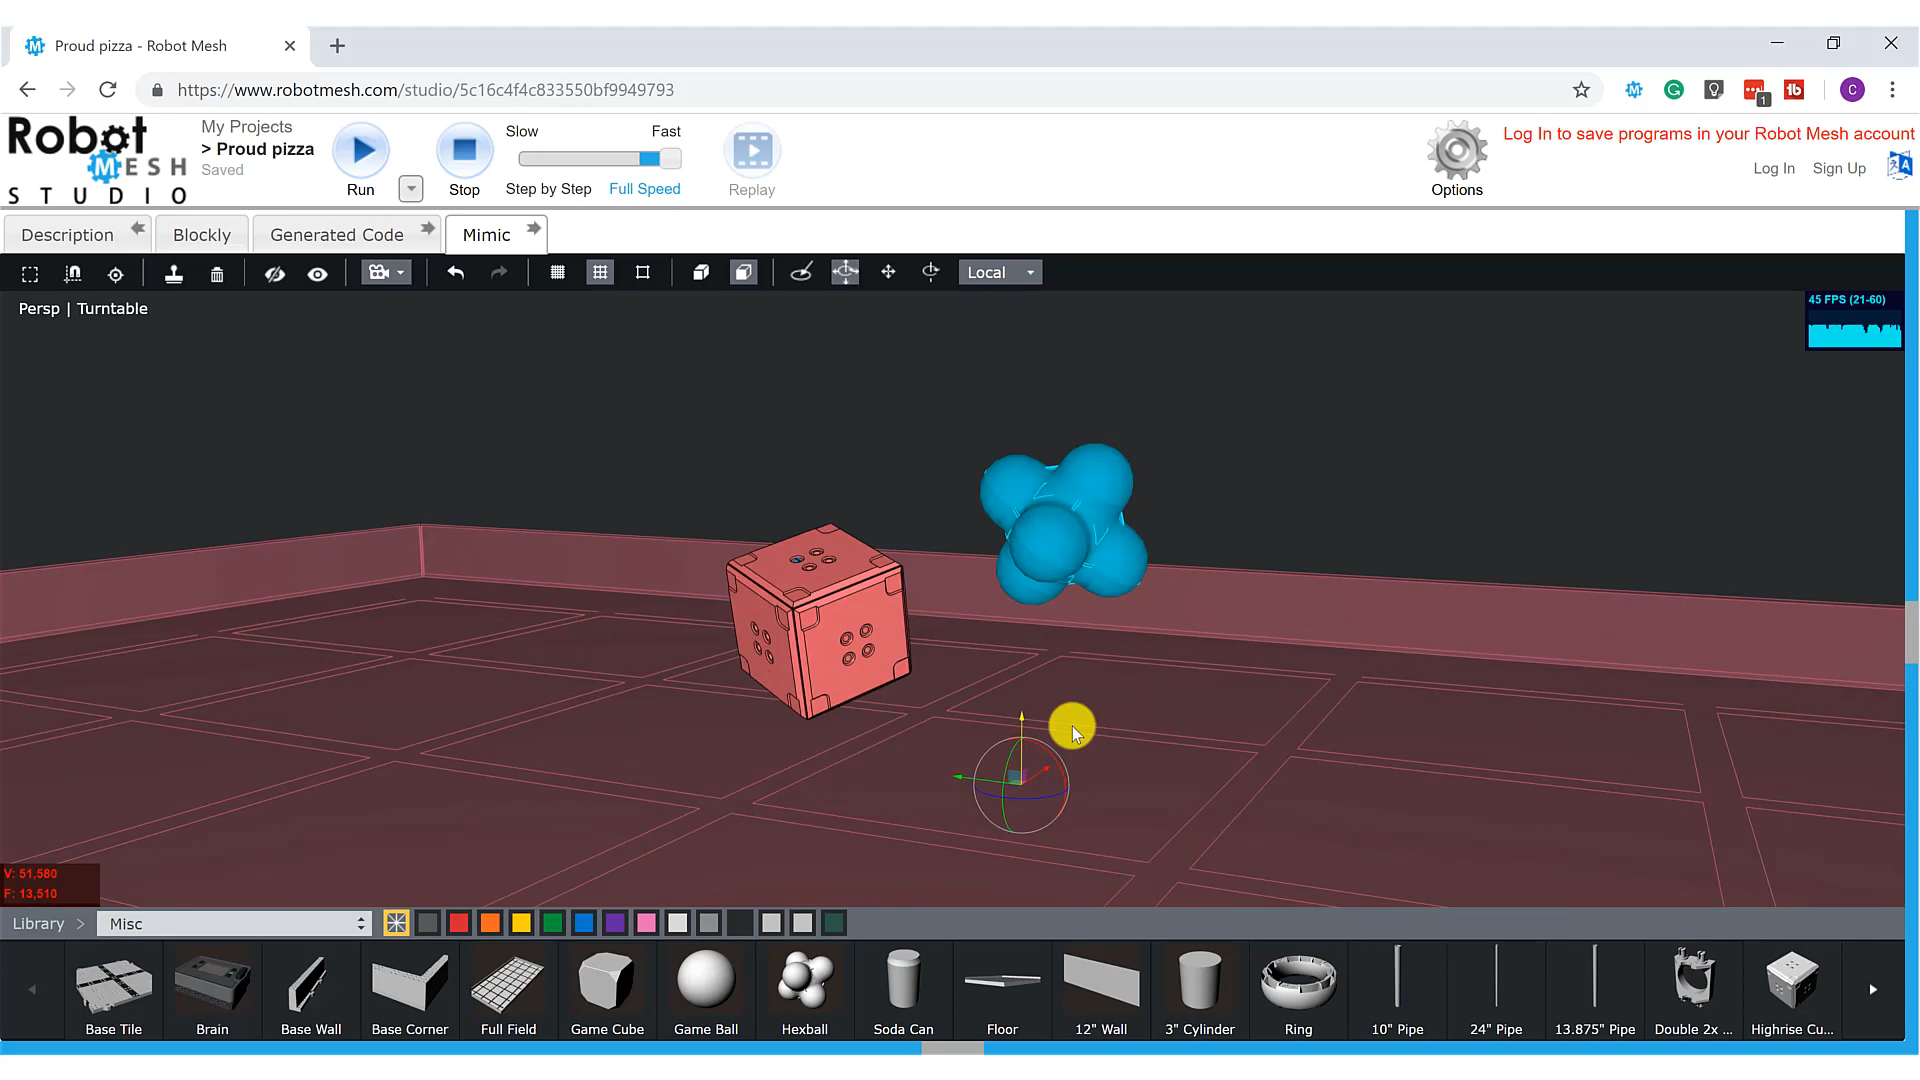 Proud pizza - Robot Mesh
https://www.robotmesh.com/studio/5c16c4f4c833550bf9949793
1
C
Robot
MESH
STUDIO
My Projects
> Proud pizza
Saved
Run
Stop
Slow
Fast
Step by Step
Full Speed
Replay
Options
Log In to save programs in your Robot Mesh account
Log In
Sign Up
Description
Blockly
Generated Code
Mimic
Local
Persp | Turntable
45 FPS (21-60)
V: 51,580
F: 13,510
Library >
Misc
Base Tile
Brain
Base Wall
Base Corner
Full Field
Game Cube
Game Ball
Hexball
Soda Can
Floor
12" Wall
3" Cylinder
Ring
10" Pipe
24" Pipe
13.875" Pipe
Double 2x ...
Highrise Cu...